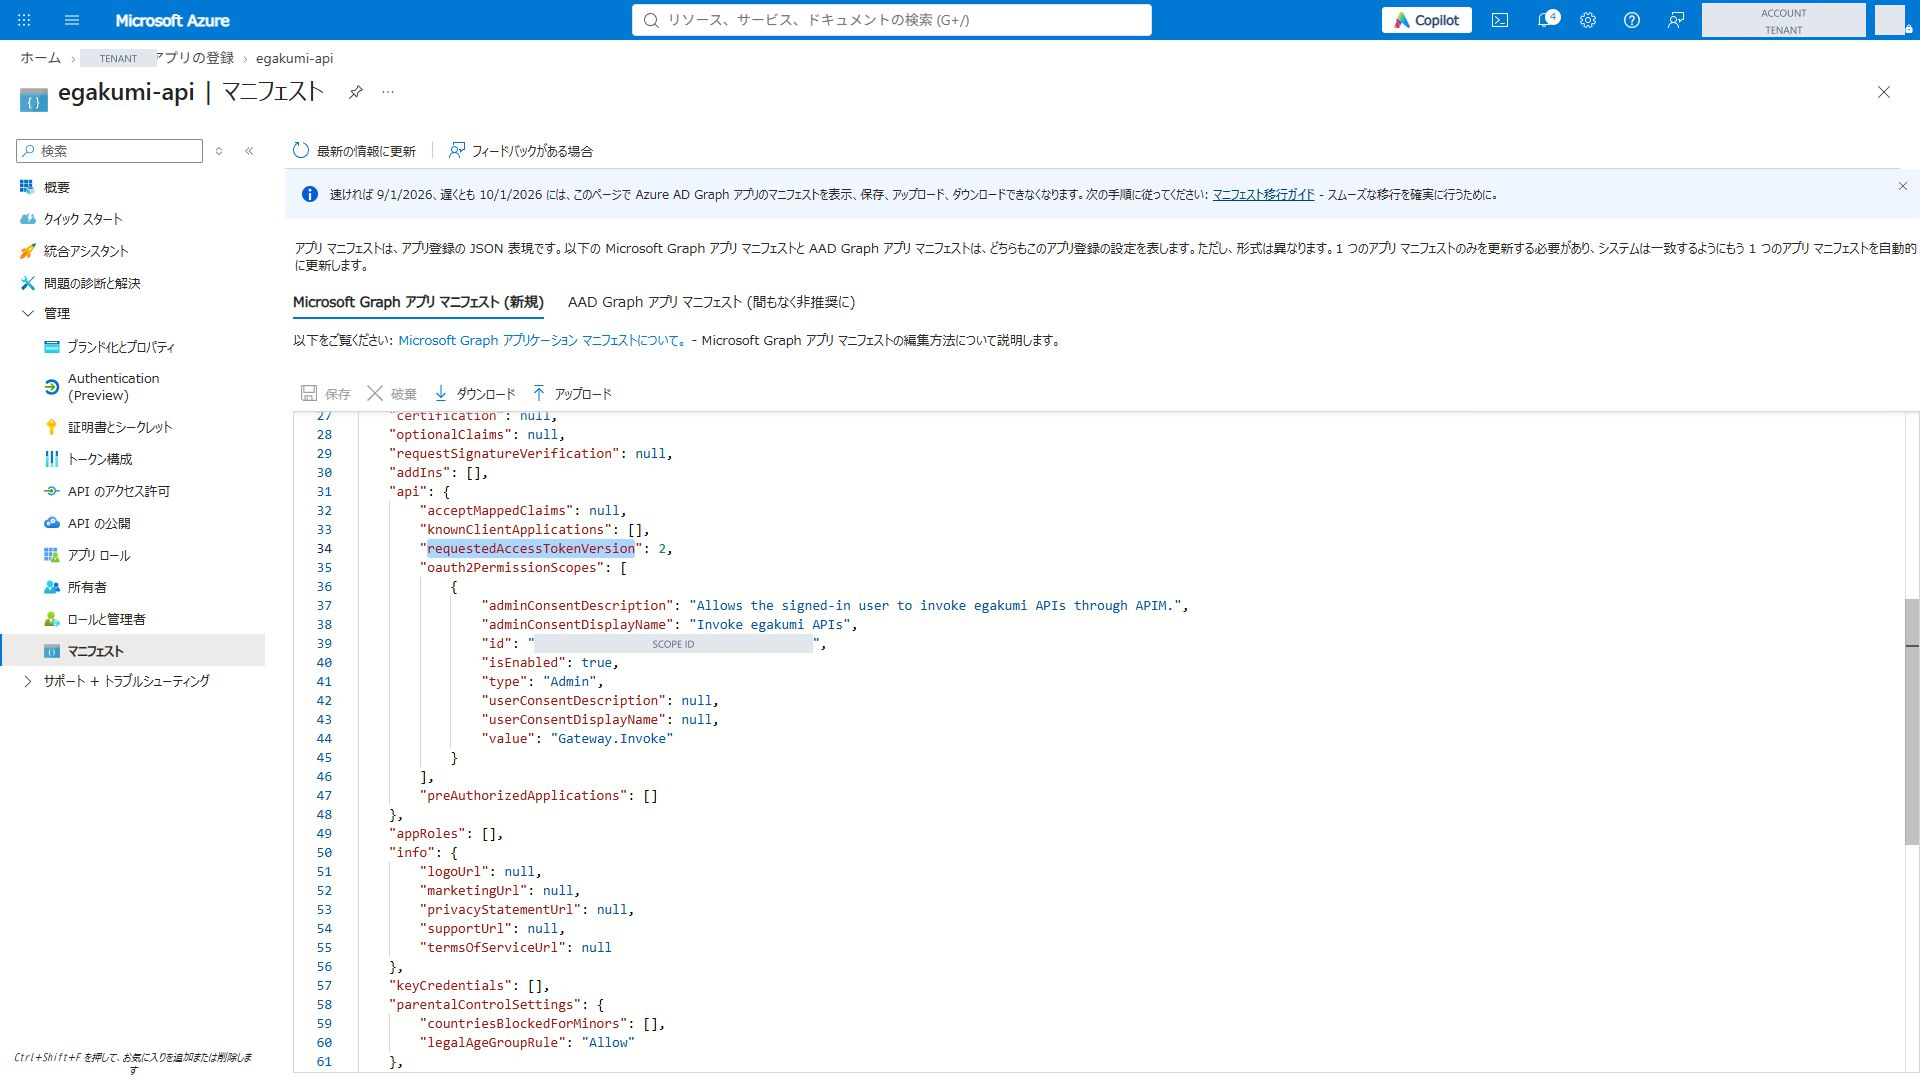 Microsoft Azure
リソース、サービス、ドキュメントの検索 (G+/)
Copilot
4
ACCOUNT
TENANT
ホーム
TENANT
アプリの登録
egakumi-api
egakumi-api | マニフェスト
検索
最新の情報に更新
フィードバックがある場合
概要
クイック スタート
統合アシスタント
問題の診断と解決
管理
ブランド化とプロパティ
Authentication
(Preview)
証明書とシークレット
トークン構成
API のアクセス許可
API の公開
アプリ ロール
所有者
ロールと管理者
マニフェスト
サポート + トラブルシューティング
Ctrl+Shift+F を押して、お気に入りを追加または削除しま
す
速ければ 9/1/2026、遅くとも 10/1/2026 には、このページで Azure AD Graph アプリのマニフェストを表示、保存、アップロード、ダウンロードできなくなります。次の手順に従ってください: マニフェスト移行ガイド - スムーズな移行を確実に行うために。
アプリ マニフェストは、アプリ登録の JSON 表現です。以下の Microsoft Graph アプリ マニフェストと AAD Graph アプリ マニフェストは、どちらもこのアプリ登録の設定を表します。ただし、形式は異なります。1 つのアプリ マニフェストのみを更新する必要があり、システムは一致するようにもう 1 つのアプリ マニフェストを自動的
に更新します。
Microsoft Graph アプリ マニフェスト (新規)
AAD Graph アプリ マニフェスト (間もなく非推奨に)
以下をご覧ください: Microsoft Graph アプリケーション マニフェストについて。 - Microsoft Graph アプリ マニフェストの編集方法について説明します。
保存
破棄
ダウンロード
アップロード
27 "certification": null,
28 "optionalClaims": null,
29 "requestSignatureVerification": null,
30 "addIns": [],
31 "api": {
32 "acceptMappedClaims": null,
33 "knownClientApplications": [],
34 "requestedAccessTokenVersion": 2,
35 "oauth2PermissionScopes": [
36 {
37 "adminConsentDescription": "Allows the signed-in user to invoke egakumi APIs through APIM.",
38 "adminConsentDisplayName": "Invoke egakumi APIs",
39 "id": "SCOPE ID",
40 "isEnabled": true,
41 "type": "Admin",
42 "userConsentDescription": null,
43 "userConsentDisplayName": null,
44 "value": "Gateway.Invoke"
45 }
46 ],
47 "preAuthorizedApplications": []
48 },
49 "appRoles": [],
50 "info": {
51 "logoUrl": null,
52 "marketingUrl": null,
53 "privacyStatementUrl": null,
54 "supportUrl": null,
55 "termsOfServiceUrl": null
56 },
57 "keyCredentials": [],
58 "parentalControlSettings": {
59 "countriesBlockedForMinors": [],
60 "legalAgeGroupRule": "Allow"
61 },